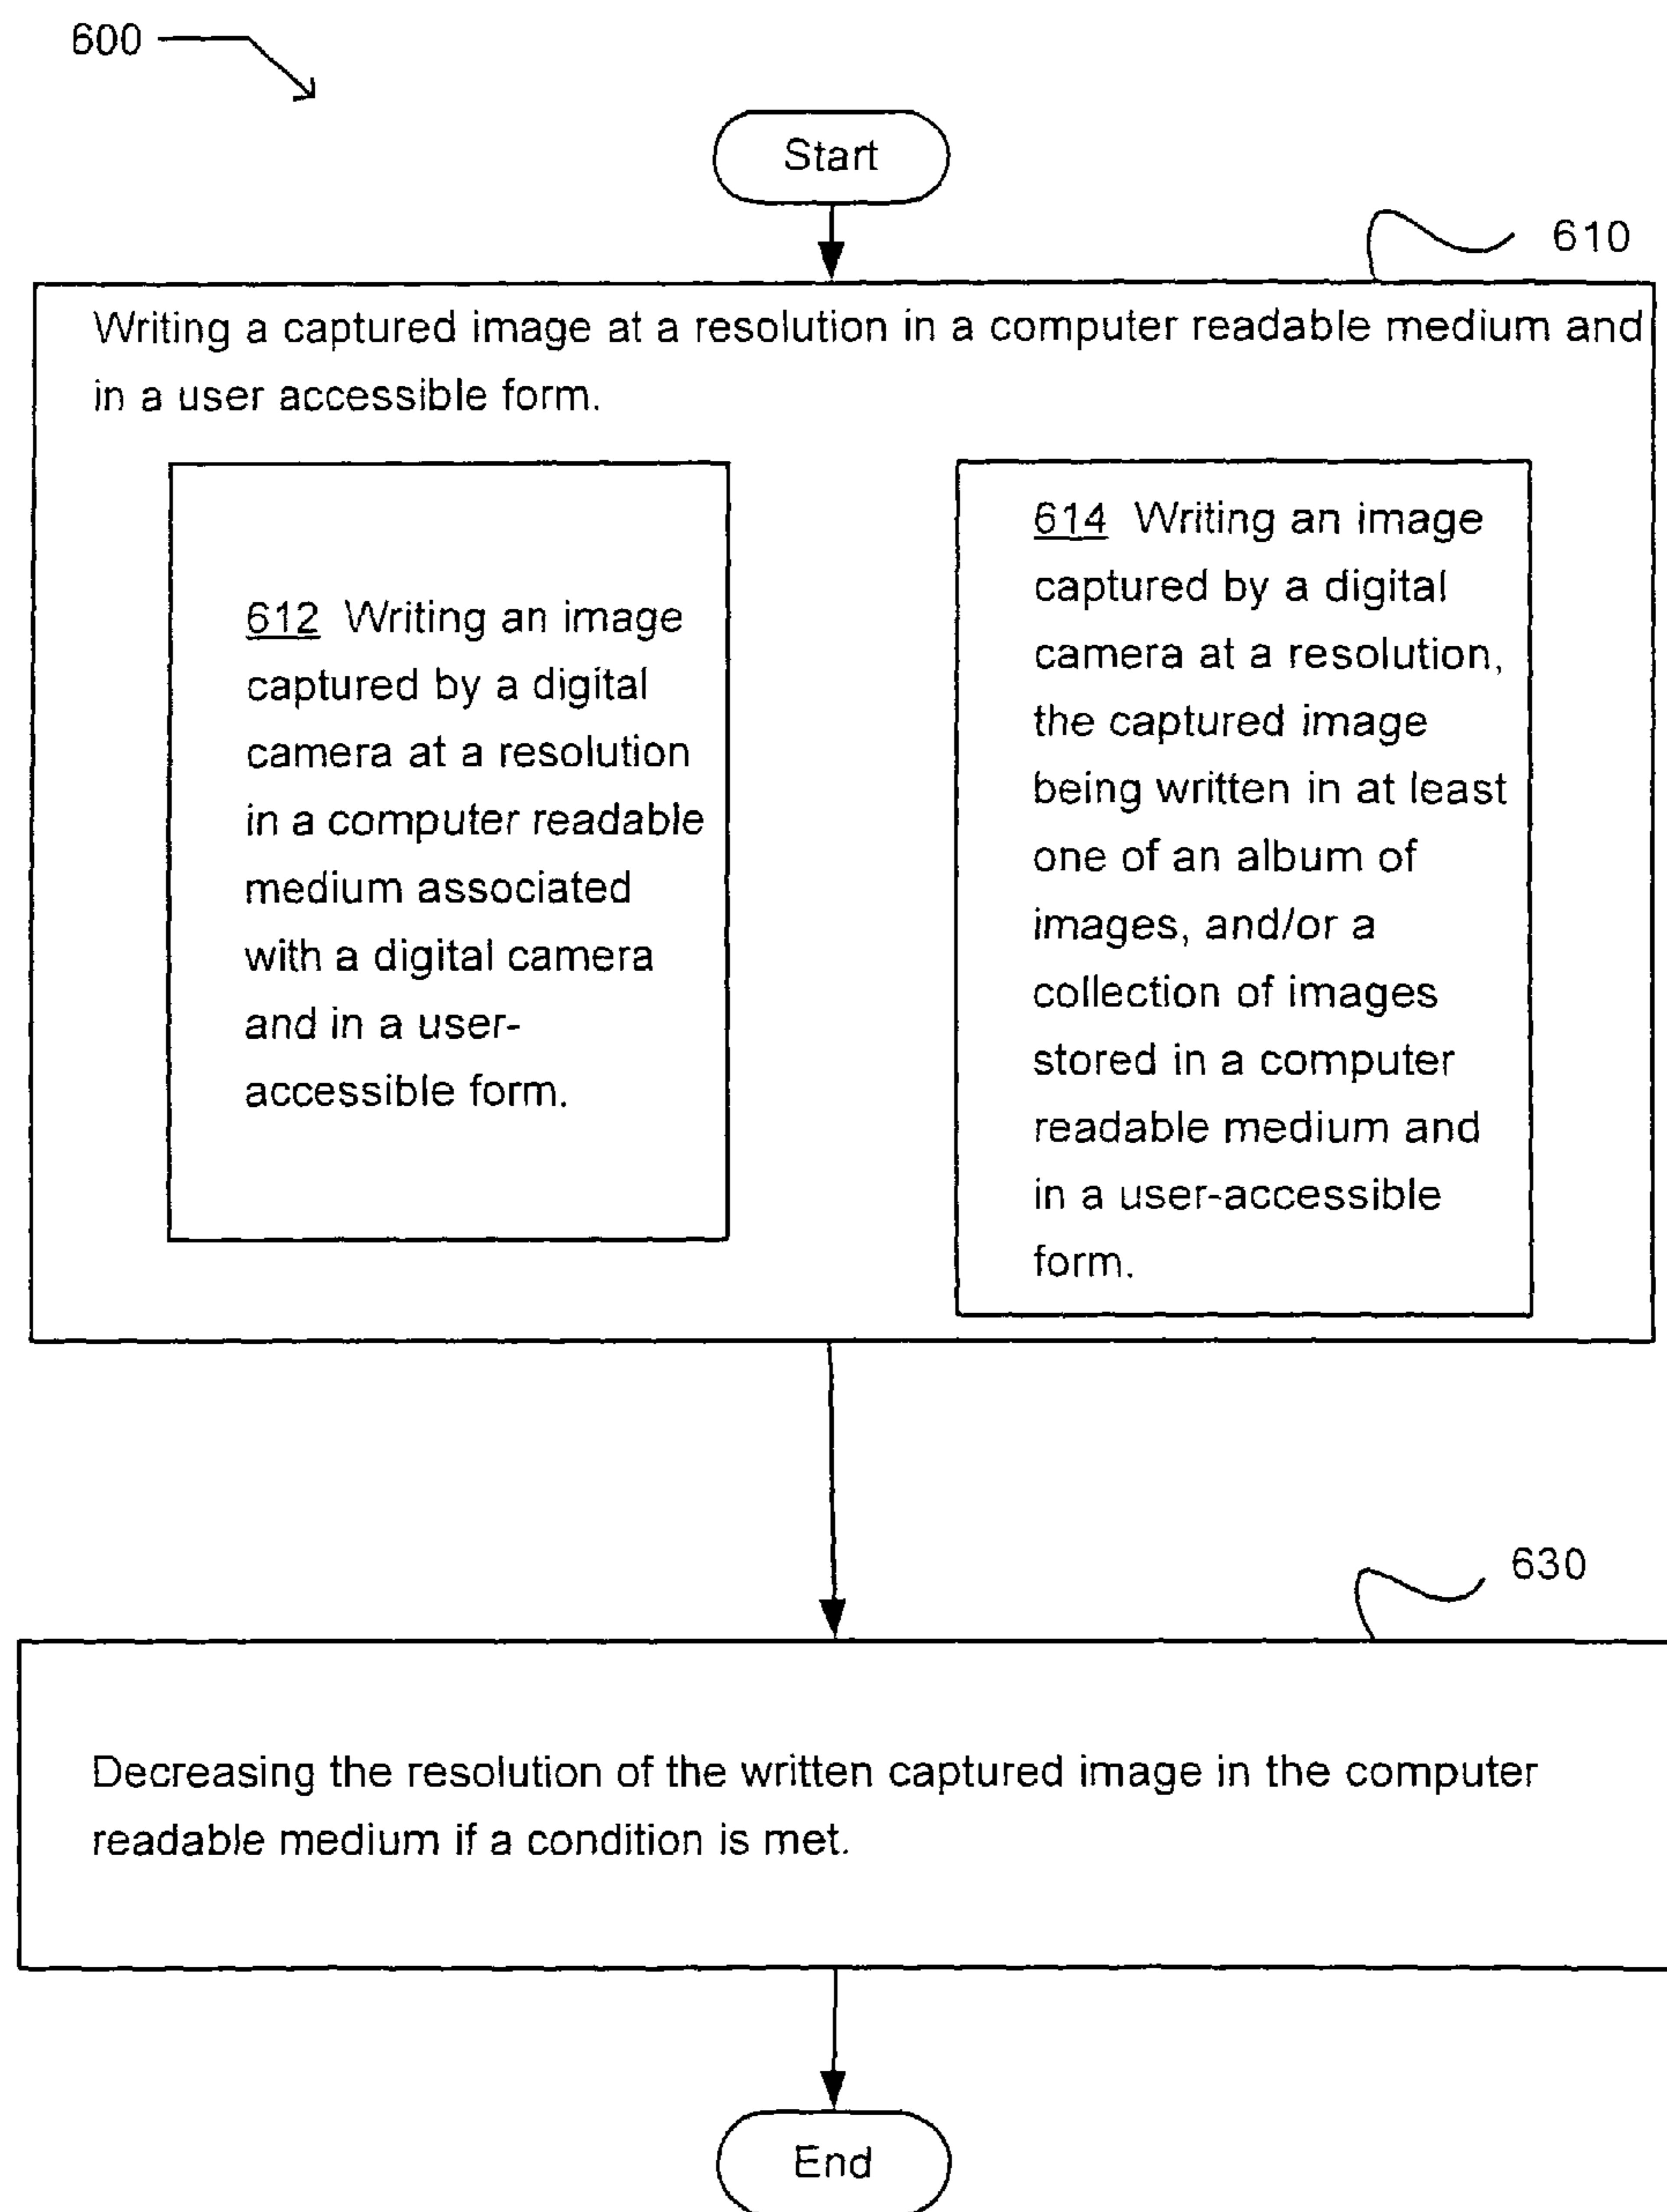 600
Start
610
Writing a captured image at a resolution in a computer readable medium and
in a user accessible form.
612 Writing an image
captured by a digital
camera at a resolution
in a computer readable
medium associated
with a digital camera
and in a user-
accessible form.
614 Writing an image
captured by a digital
camera at a resolution,
the captured image
being written in at least
one of an album of
images, and/or a
collection of images
stored in a computer
readable medium and
in a user-accessible
form.
630
Decreasing the resolution of the written captured image in the computer
readable medium if a condition is met.
End